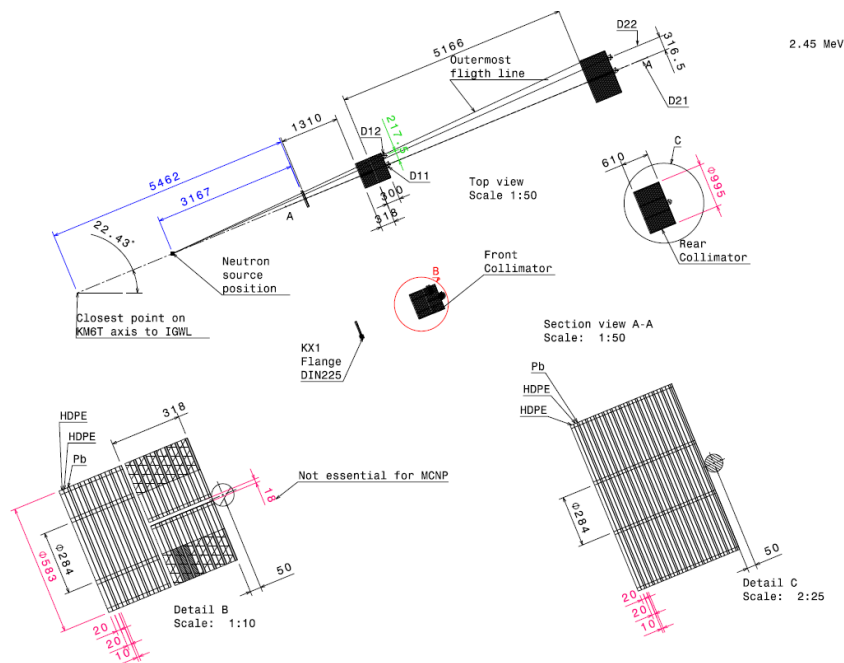 D22
2.45 MeV
316.5
5166
Outermost
fligth line
A
D21
1310
217.5
D12
C
610
5462
3167
D11
Φ995
300
Top view
Scale 1:50
A
318
22.43°
Rear
Collimator
Neutron
source
position
Front
Collimator
B
Closest point on
KM6T axis to IGWL
Section view A-A
Scale: 1:50
KX1
Flange
DIN225
Pb
HDPE
HDPE
318
HDPE
HDPE
Pb
Not essential for MCNP
18
Φ284
Φ284
Φ583
50
50
Detail B
Scale: 1:10
Detail C
Scale: 2:25
20
20
10
20
20
10